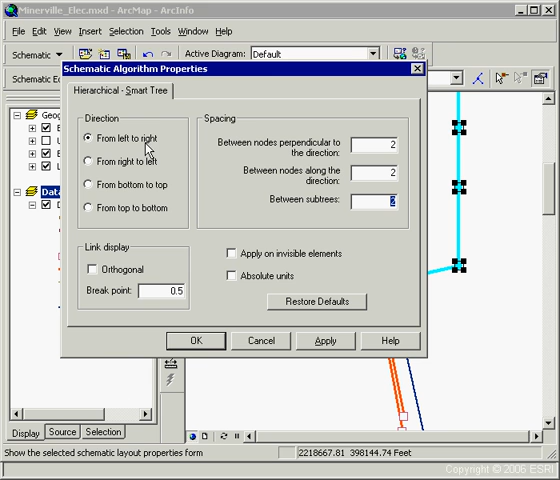 Minerville_Elec.mxd - ArcMap - ArcInfo
File Edit View Insert Selection Tools Window Help
Schematic Active Diagram: Default
Schematic Ed
Schematic Algorithm Properties
Hierarchical - Smart Tree
Direction
From left to right
From right to left
From bottom to top
From top to bottom
Spacing
Between nodes perpendicular to the direction: 2
Between nodes along the direction: 2
Between subtrees: 2
Link display
Orthogonal
Break point: 0.5
Apply on invisible elements
Absolute units
Restore Defaults
OK Cancel Apply Help
Geo
Data
Display Source Selection
Show the selected schematic layout properties form
2218667.81 398144.74 Feet
Copyright © 2006 ESRI